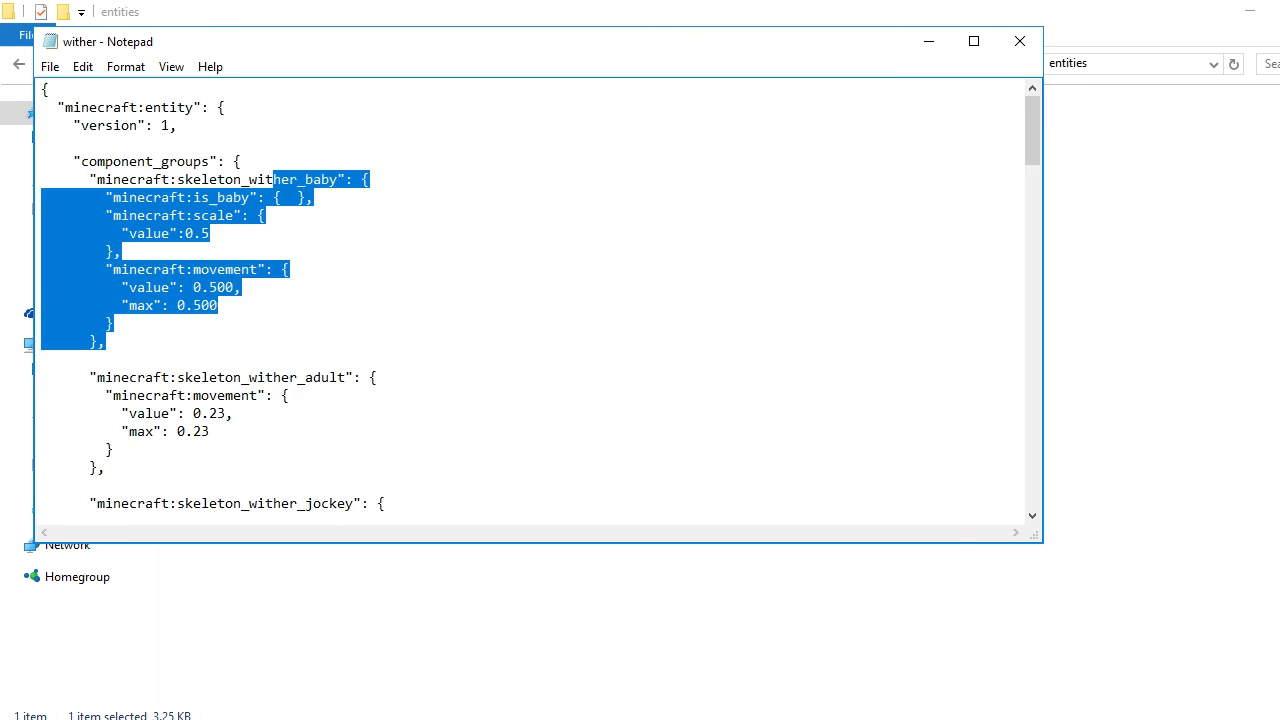 entities
File
wither - Notepad
File Edit Format View Help
entities
Sea
{
"minecraft:entity": {
"version": 1,
"component_groups": {
"minecraft:skeleton_wither_baby": {
"minecraft:is_baby": {  },
"minecraft:scale": {
"value":0.5
},
"minecraft:movement": {
"value": 0.500,
"max": 0.500
}
},
"minecraft:skeleton_wither_adult": {
"minecraft:movement": {
"value": 0.23,
"max": 0.23
}
},
"minecraft:skeleton_wither_jockey": {
Network
Homegroup
1 item 1 item selected 3.25 KB